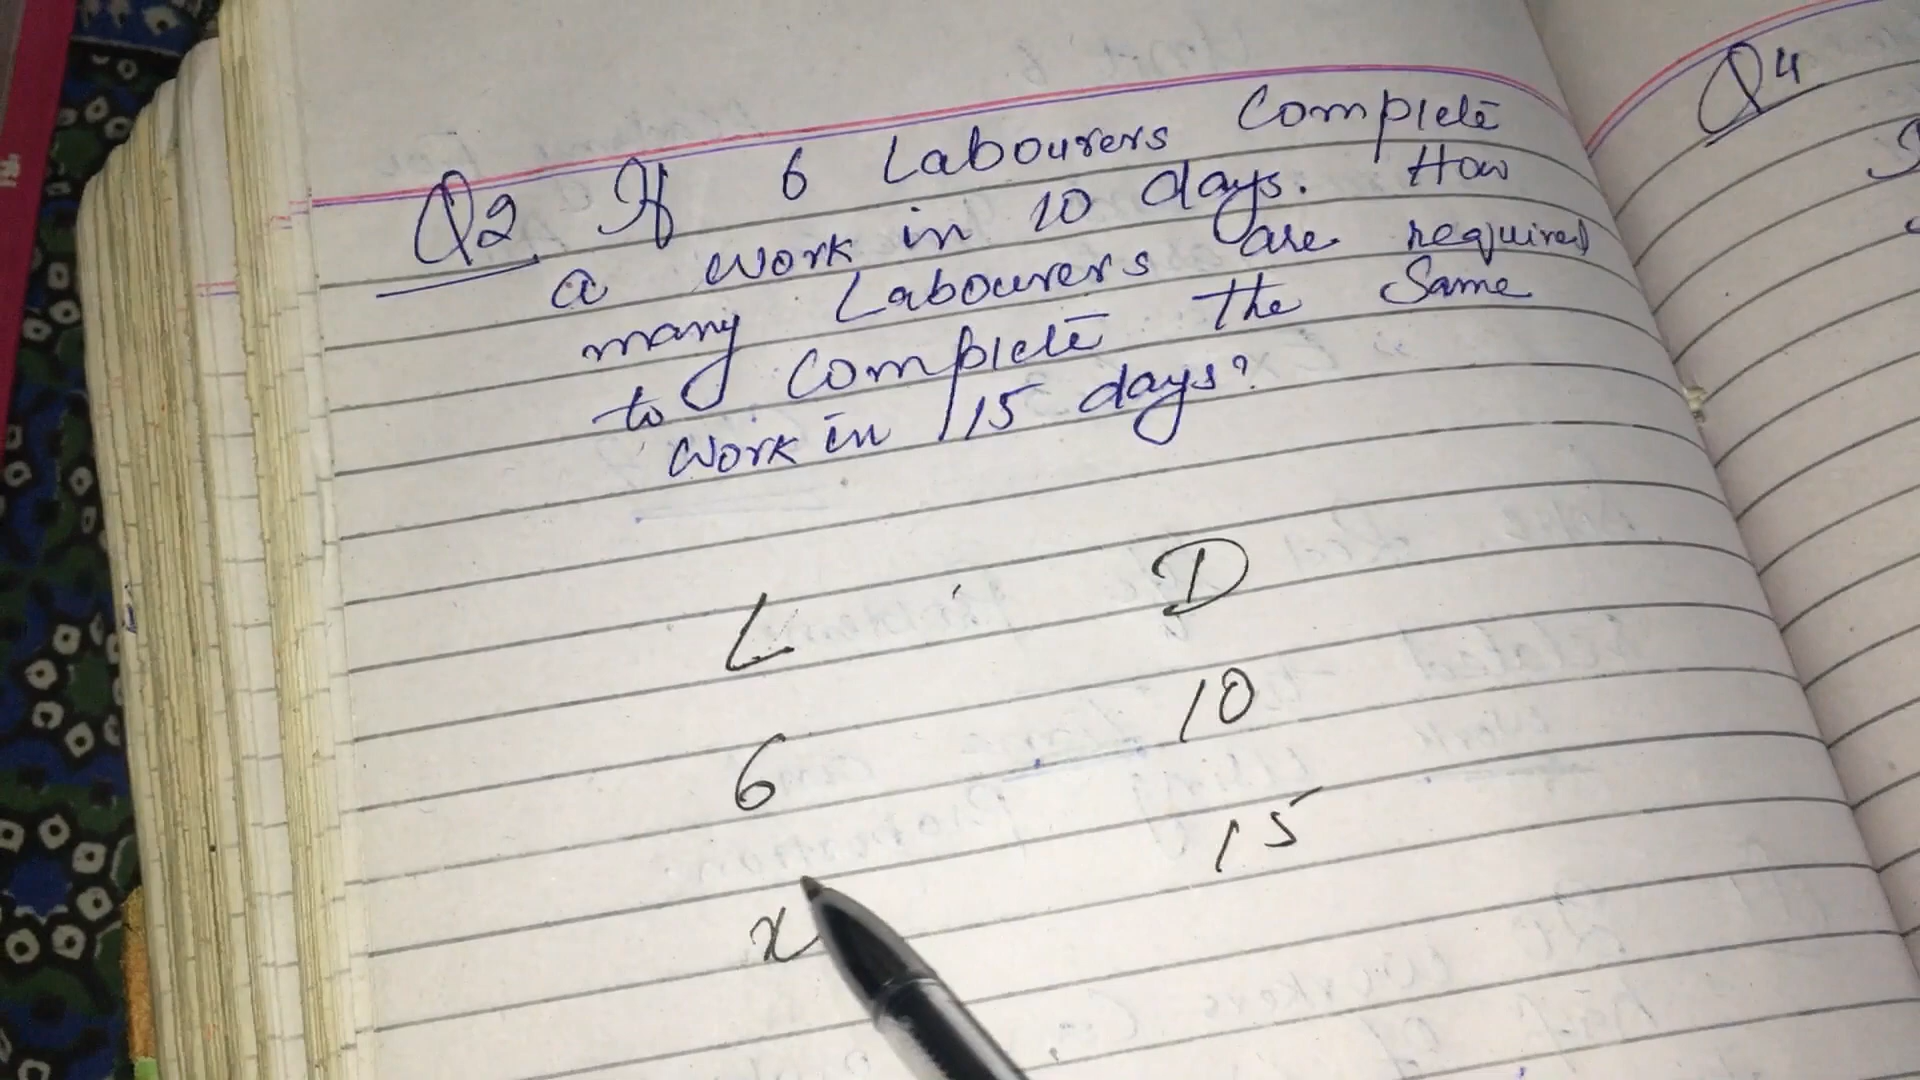 Q2 If 6 Labourers Complete
a work in 10 days. How
many Labourers are required
to Complete the Same
work in 15 days?
L D
6 10
x 15
Q4